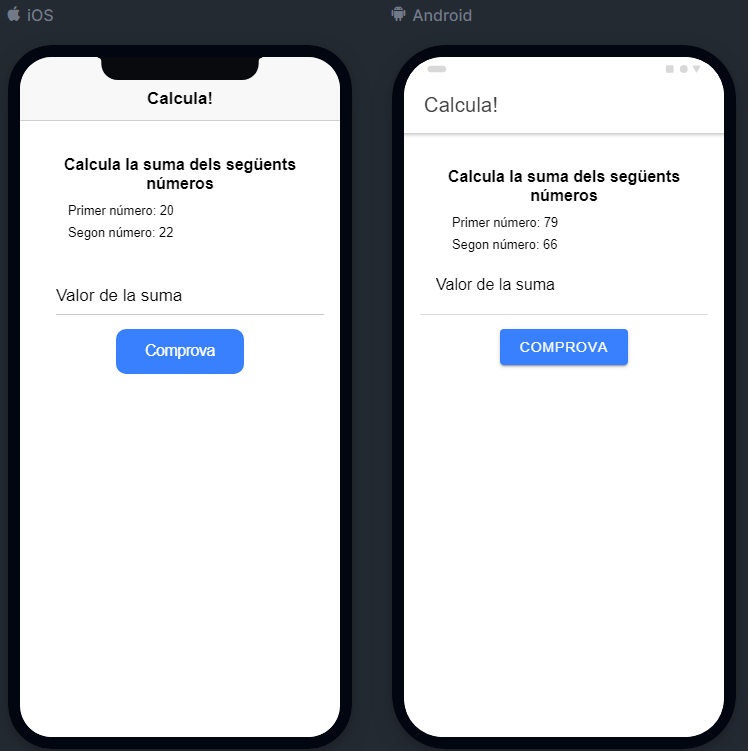 iOS
Calcula!
Calcula la suma dels següents
números
Primer número: 20
Segon número: 22
Valor de la suma
Comprova
Android
Calcula!
Calcula la suma dels següents
números
Primer número: 79
Segon número: 66
Valor de la suma
COMPROVA